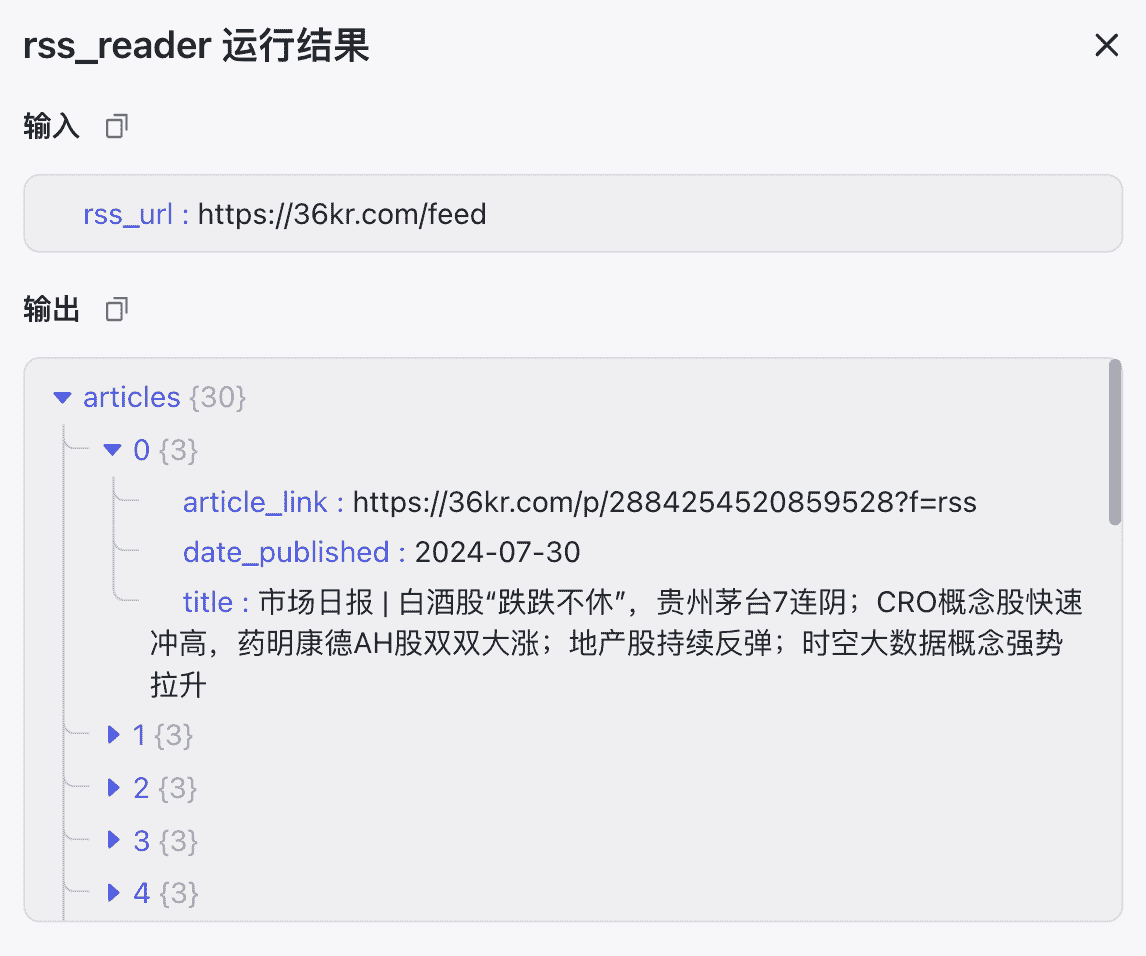 rss_reader 运行结果
输入
rss_url : https://36kr.com/feed
输出
articles {30}
0 {3}
article_link : https://36kr.com/p/2884254520859528?f=rss
date_published : 2024-07-30
title : 市场日报 | 白酒股“跌跌不休”，贵州茅台7连阴；CRO概念股快速
冲高，药明康德AH股双双大涨；地产股持续反弹；时空大数据概念强势
拉升
1 {3}
2 {3}
3 {3}
4 {3}